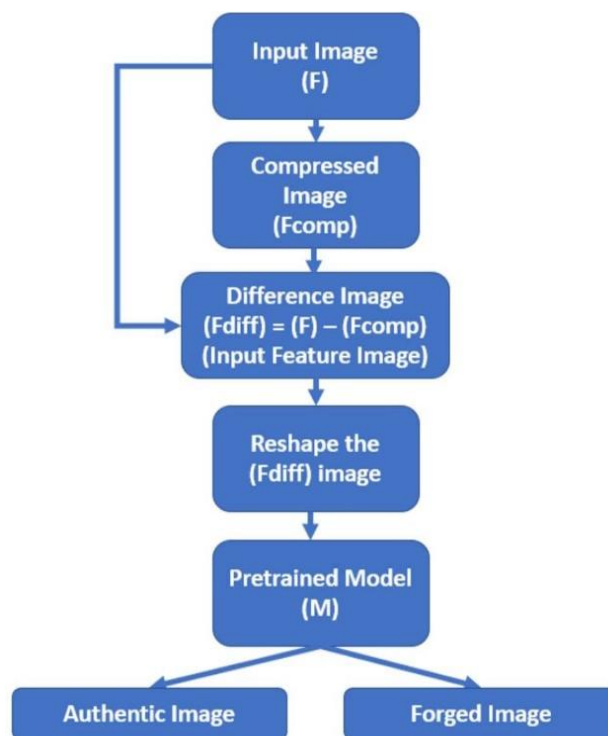 Input Image
(F)
Compressed
Image
(Fcomp)
Difference Image
(Fdiff) = (F) – (Fcomp)
(Input Feature Image)
Reshape the
(Fdiff) image
Pretrained Model
(M)
Authentic Image
Forged Image